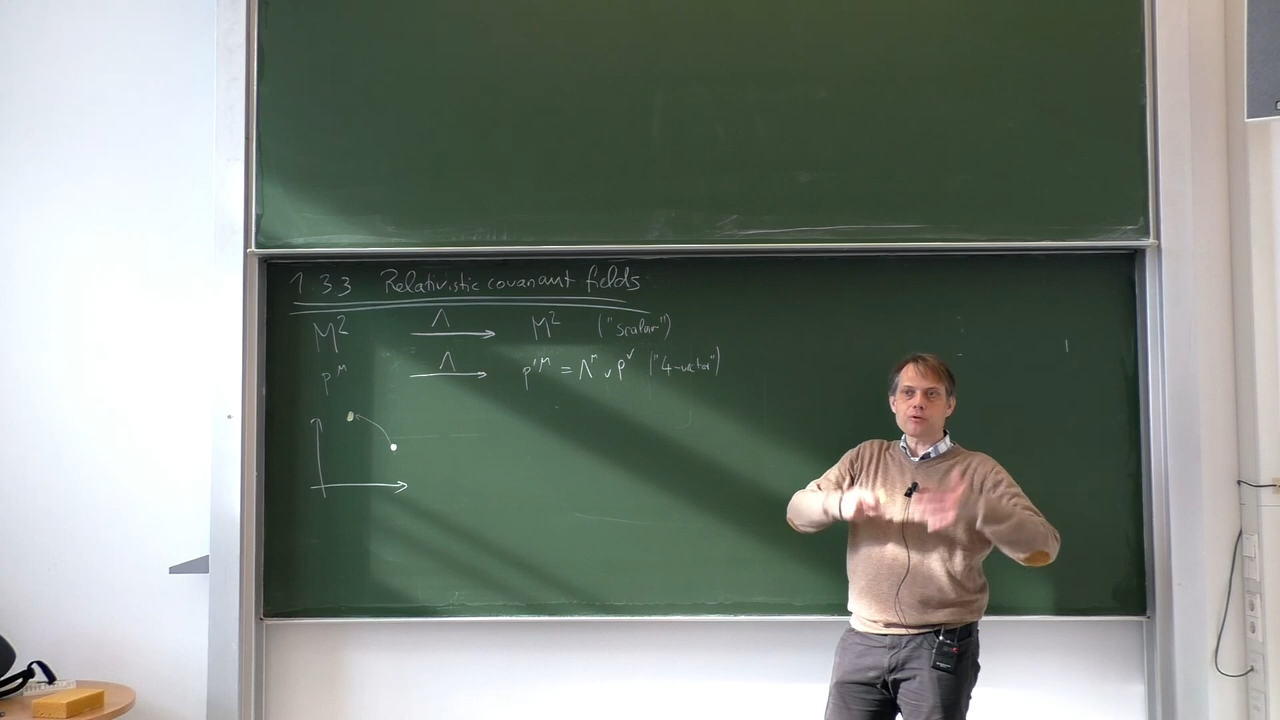 1.3.3 Relativistic covariant fields
M² Λ→ M² ("scalar")
p^μ Λ→ p'^μ = Λ^μ_ν p^ν ("4-vector")